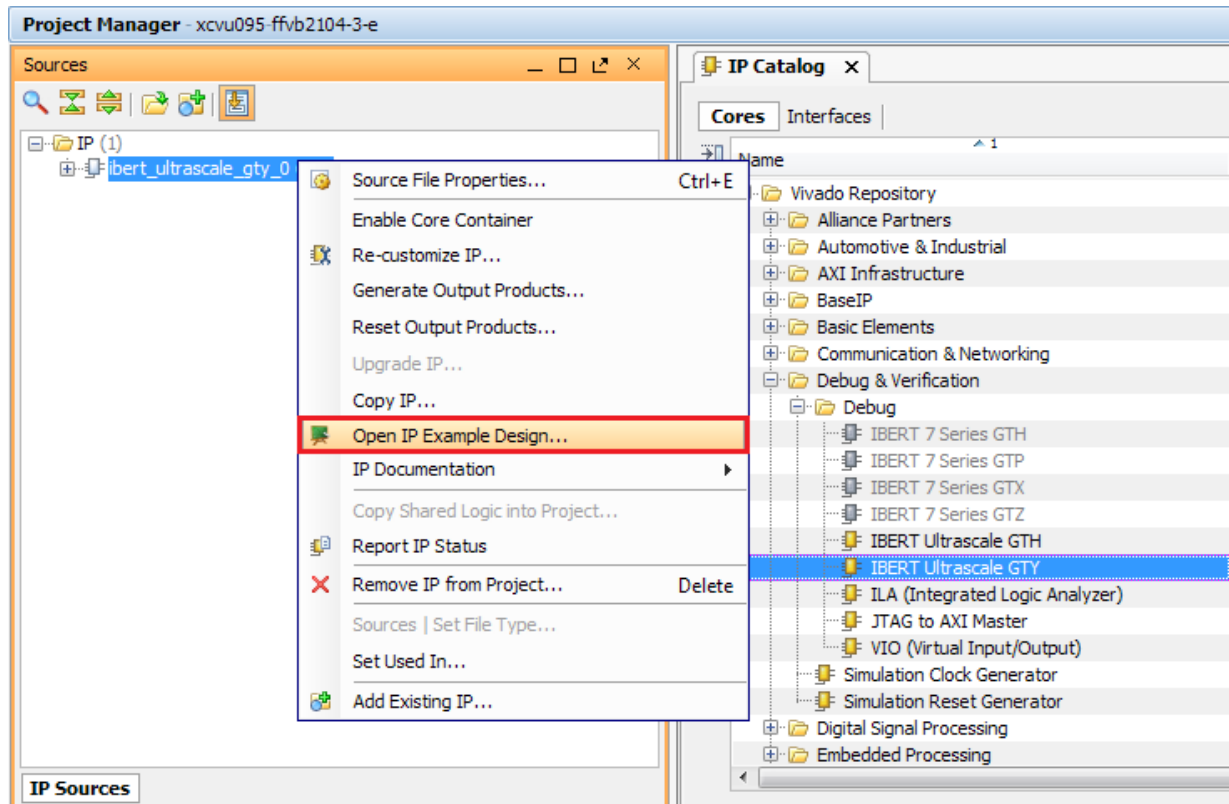 Project Manager - xcvu095-ffvb2104-3-e
Sources
IP (1)
ibert_ultrascale_gty_0
Source File Properties... Ctrl+E
Enable Core Container
Re-customize IP...
Generate Output Products...
Reset Output Products...
Upgrade IP...
Copy IP...
Open IP Example Design...
IP Documentation
Copy Shared Logic into Project...
Report IP Status
Remove IP from Project... Delete
Sources | Set File Type...
Set Used In...
Add Existing IP...
IP Sources
IP Catalog
Cores Interfaces
1
Name
Vivado Repository
Alliance Partners
Automotive & Industrial
AXI Infrastructure
BaseIP
Basic Elements
Communication & Networking
Debug & Verification
Debug
IBERT 7 Series GTH
IBERT 7 Series GTP
IBERT 7 Series GTX
IBERT 7 Series GTZ
IBERT Ultrascale GTH
IBERT Ultrascale GTY
ILA (Integrated Logic Analyzer)
JTAG to AXI Master
VIO (Virtual Input/Output)
Simulation Clock Generator
Simulation Reset Generator
Digital Signal Processing
Embedded Processing